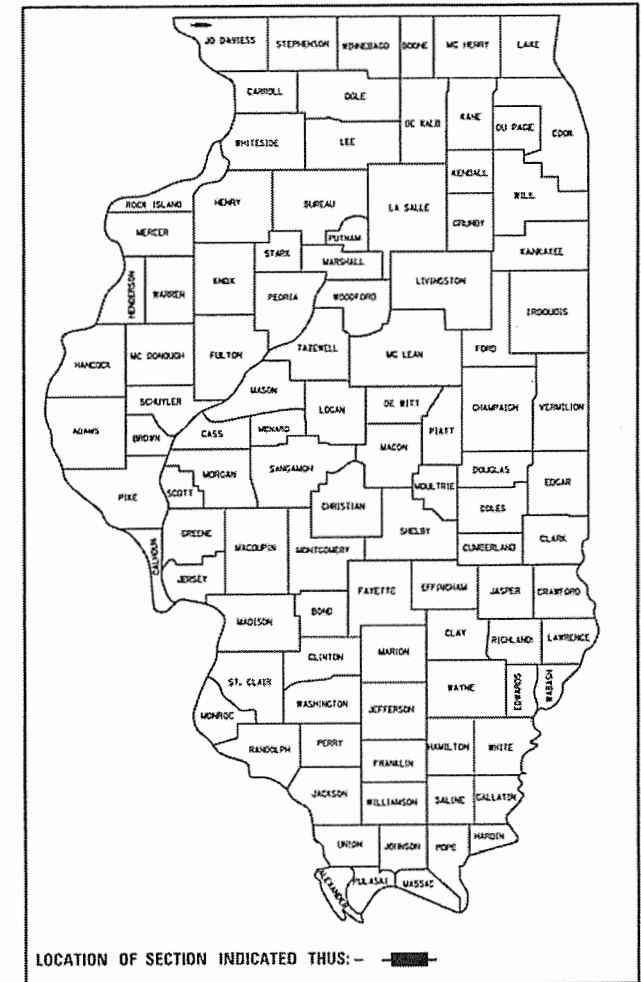 JO DAVIESS STEPHENSON WINNEBAGO BOONE MC HENRY LAKE
CARROLL OGLE DE KALB KANE DU PAGE COOK
WHITESIDE LEE KENDALL WILL
ROCK ISLAND HENRY BUREAU LA SALLE GRUNDY
MERCER PUTNAM KANKAKEE
STARK MARSHALL
HENDERSON WARREN KNOX PEORIA WOODFORD LIVINGSTON IROQUOIS
HANCOCK MC DONOUGH FULTON TAZEWELL MC LEAN FORD
SCHUYLER MASON LOGAN DE WITT CHAMPAIGN VERMILION
ADAMS BROWN CASS MENARD MACON PIATT
PIKE SCOTT MORGAN SANGAMON CHRISTIAN MOULTRIE DOUGLAS EDGAR
COLES
CALHOUN GREENE MACOUPIN MONTGOMERY SHELBY CUMBERLAND CLARK
JERSEY FAYETTE EFFINGHAM JASPER CRAWFORD
MADISON BOND CLAY RICHLAND LAWRENCE
CLINTON MARION
ST. CLAIR WASHINGTON JEFFERSON WAYNE EDWARDS WABASH
MONROE
RANDOLPH PERRY FRANKLIN HAMILTON WHITE
JACKSON WILLIAMSON SALINE GALLATIN
UNION JOHNSON POPE HARDIN
ALEXANDER PULASKI MASSAC
LOCATION OF SECTION INDICATED THUS: -